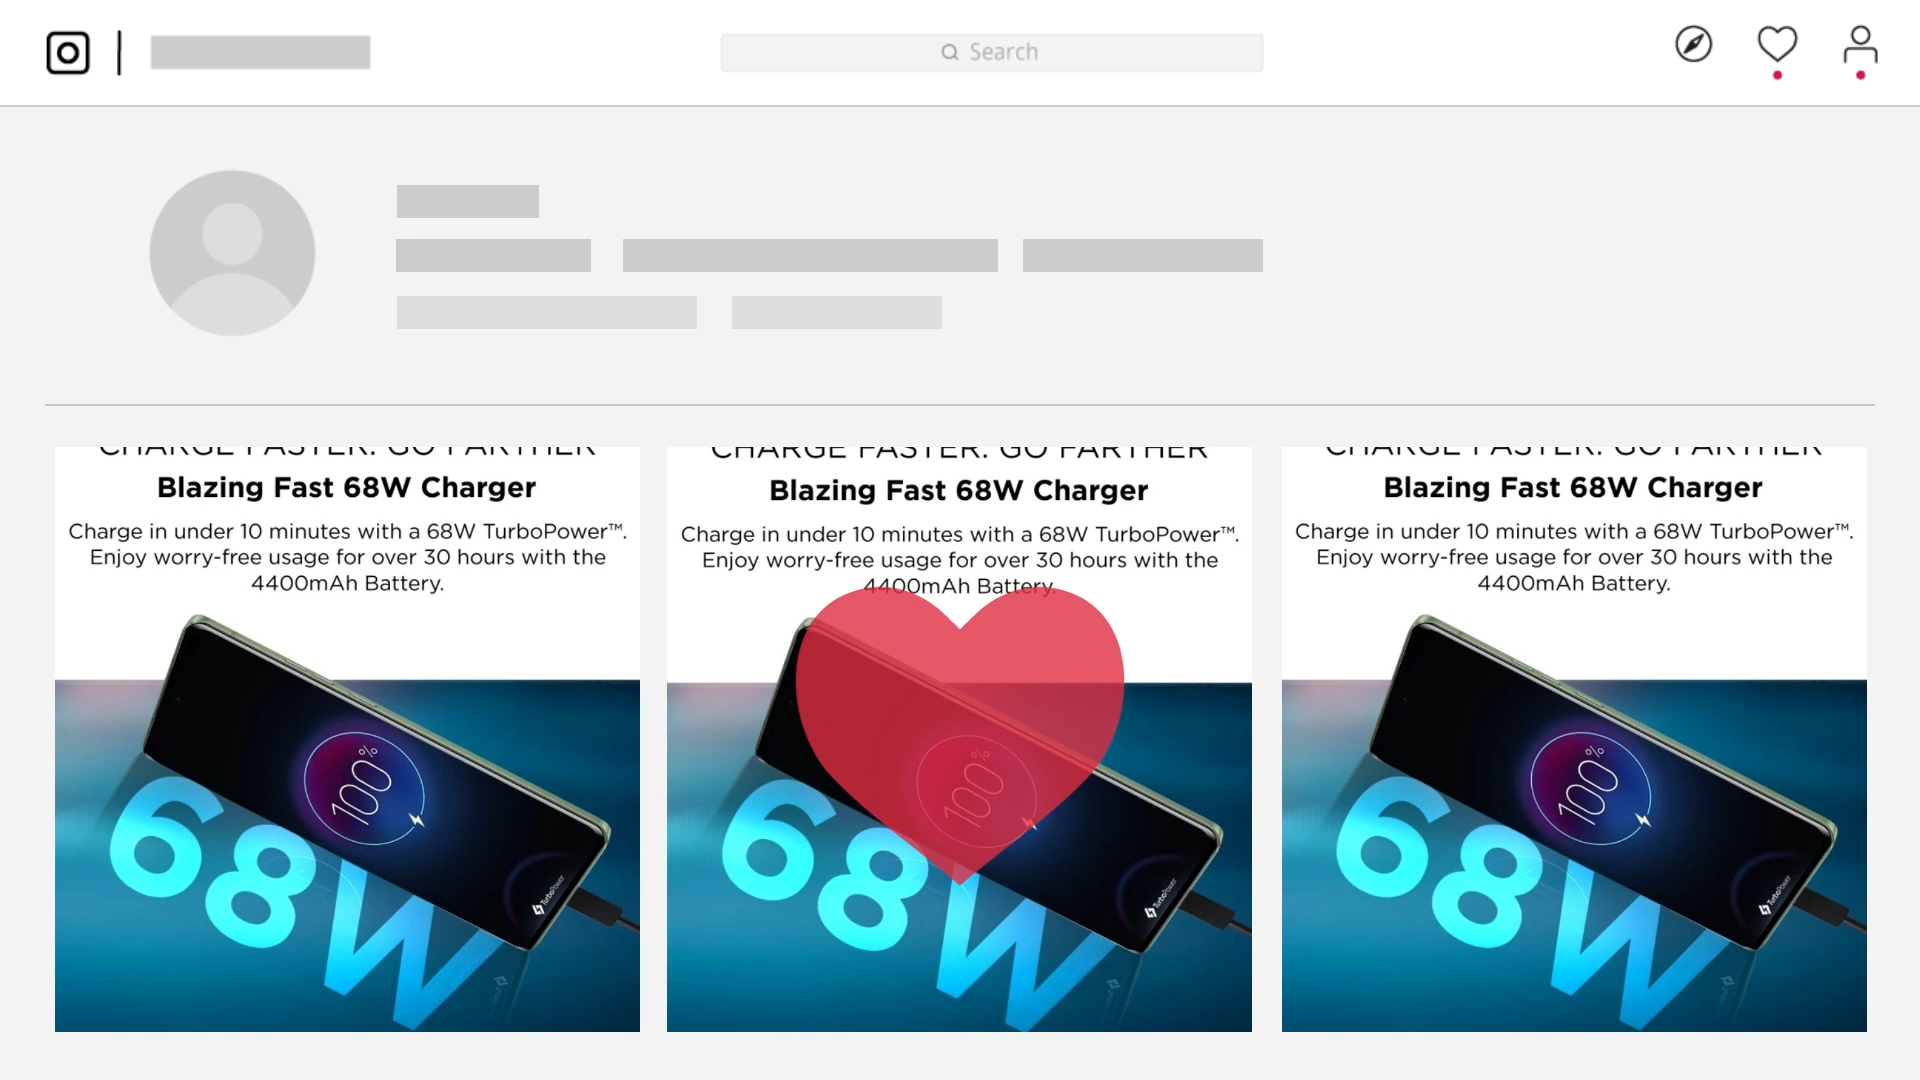 Search
CHARGE FASTER. GO FARTHER
Blazing Fast 68W Charger
Charge in under 10 minutes with a 68W TurboPower™.
Enjoy worry-free usage for over 30 hours with the
4400mAh Battery.
100%
TurboPower
68W
CHARGE FASTER. GO FARTHER
Blazing Fast 68W Charger
Charge in under 10 minutes with a 68W TurboPower™.
Enjoy worry-free usage for over 30 hours with the
4400mAh Battery.
100%
TurboPower
68W
CHARGE FASTER. GO FARTHER
Blazing Fast 68W Charger
Charge in under 10 minutes with a 68W TurboPower™.
Enjoy worry-free usage for over 30 hours with the
4400mAh Battery.
100%
TurboPower
68W